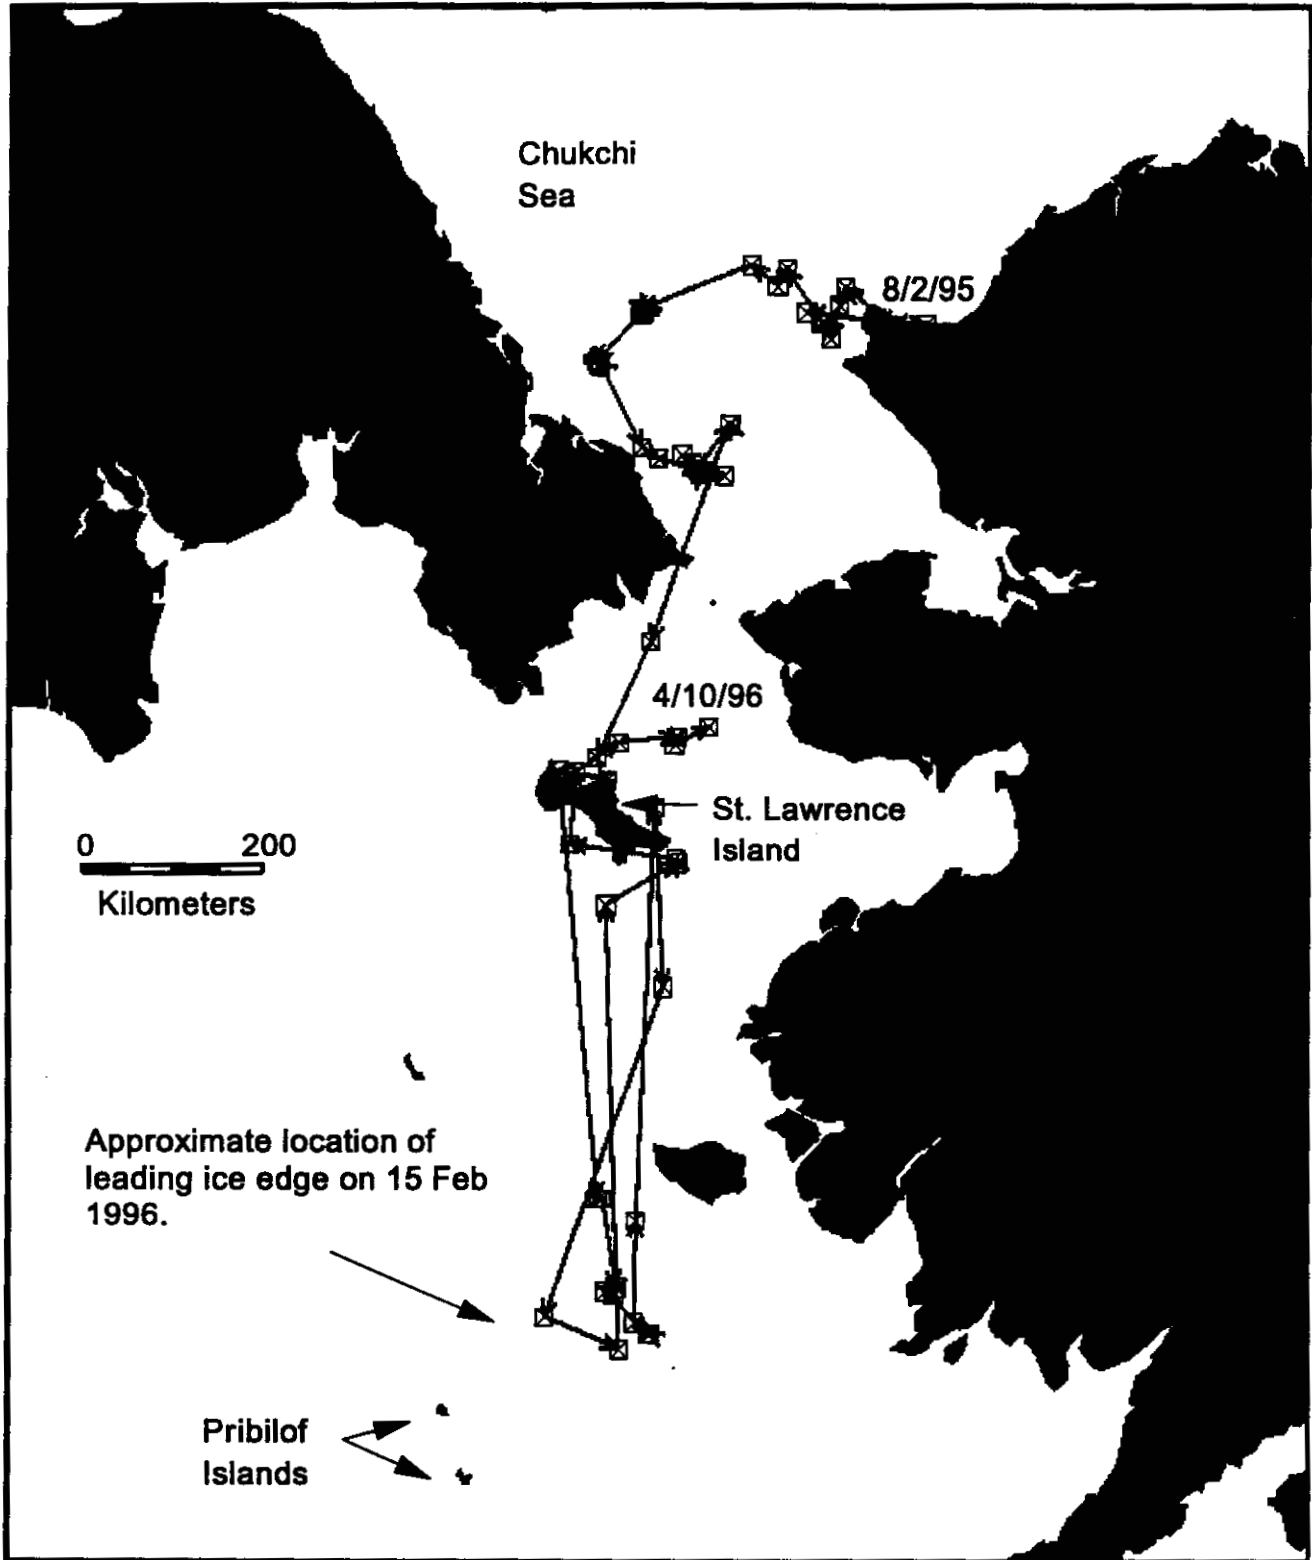 Chukchi
Sea
8/2/95
4/10/96
St. Lawrence
Island
0 200
Kilometers
Approximate location of
leading ice edge on 15 Feb
1996.
Pribilof
Islands